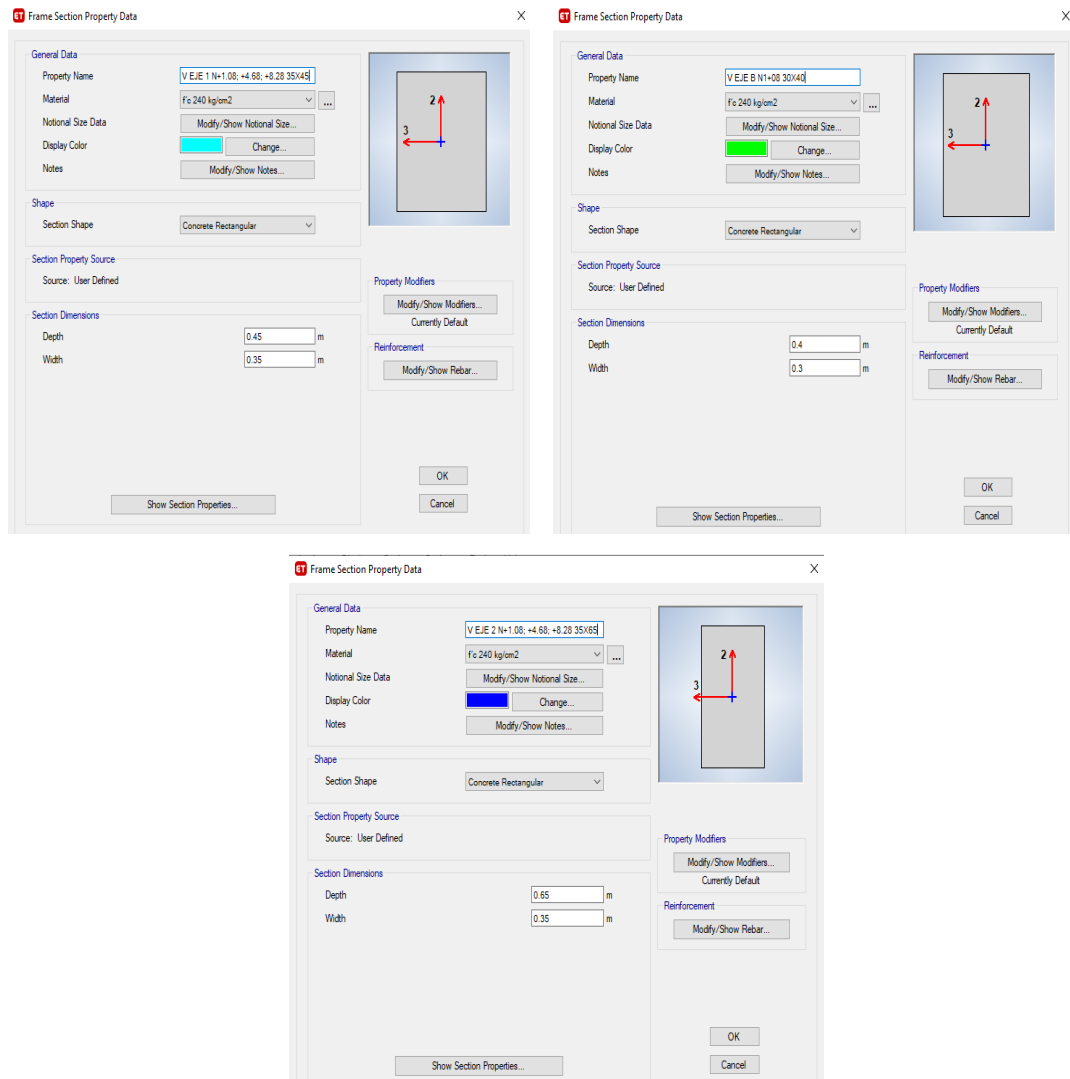 ET Frame Section Property Data X
General Data
Property Name V EJE 1 N+1.08; +4.68; +8.28 35X45
Material f'c 240 kg/cm2 ...
Notional Size Data Modify/Show Notional Size...
Display Color Change...
Notes Modify/Show Notes...
2
3
Shape
Section Shape Concrete Rectangular
Section Property Source
Source: User Defined
Property Modifiers
Modify/Show Modifiers...
Currently Default
Section Dimensions
Depth 0.45 m
Width 0.35 m
Reinforcement
Modify/Show Rebar...
OK
Show Section Properties...
Cancel
ET Frame Section Property Data X
General Data
Property Name V EJE B N1+08 30X40
Material f'c 240 kg/cm2 ...
Notional Size Data Modify/Show Notional Size...
Display Color Change...
Notes Modify/Show Notes...
2
3
Shape
Section Shape Concrete Rectangular
Section Property Source
Source: User Defined
Property Modifiers
Modify/Show Modifiers...
Currently Default
Section Dimensions
Depth 0.4 m
Width 0.3 m
Reinforcement
Modify/Show Rebar...
OK
Show Section Properties...
Cancel
ET Frame Section Property Data X
General Data
Property Name V EJE 2 N+1.08; +4.68; +8.28 35X65
Material f'c 240 kg/cm2 ...
Notional Size Data Modify/Show Notional Size...
Display Color Change...
Notes Modify/Show Notes...
2
3
Shape
Section Shape Concrete Rectangular
Section Property Source
Source: User Defined
Property Modifiers
Modify/Show Modifiers...
Currently Default
Section Dimensions
Depth 0.65 m
Width 0.35 m
Reinforcement
Modify/Show Rebar...
OK
Show Section Properties...
Cancel